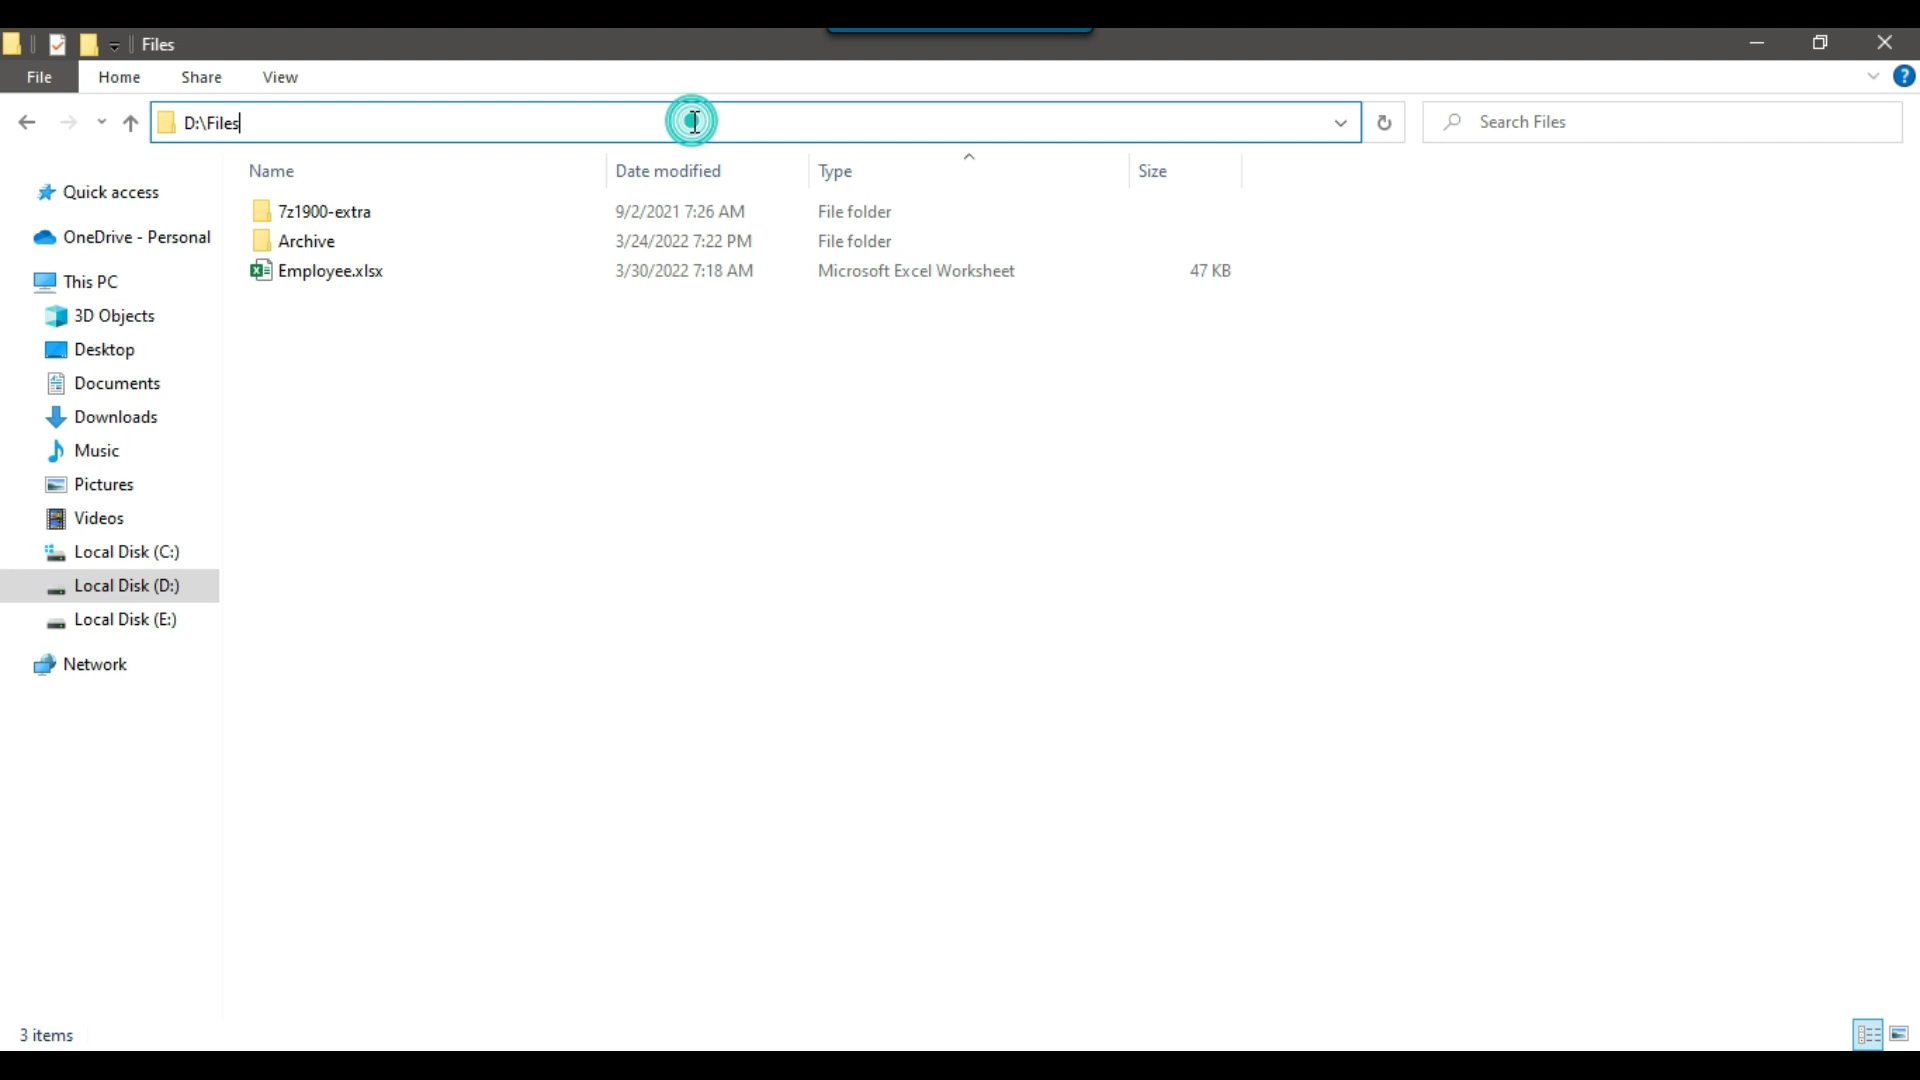 Files
File Home Share View
?
D:\Files Search Files
Name Date modified Type Size
Quick access
7z1900-extra 9/2/2021 7:26 AM File folder
OneDrive - Personal
Archive 3/24/2022 7:22 PM File folder
Employee.xlsx 3/30/2022 7:18 AM Microsoft Excel Worksheet 47 KB
This PC
3D Objects
Desktop
Documents
Downloads
Music
Pictures
Videos
Local Disk (C:)
Local Disk (D:)
Local Disk (E:)
Network
3 items